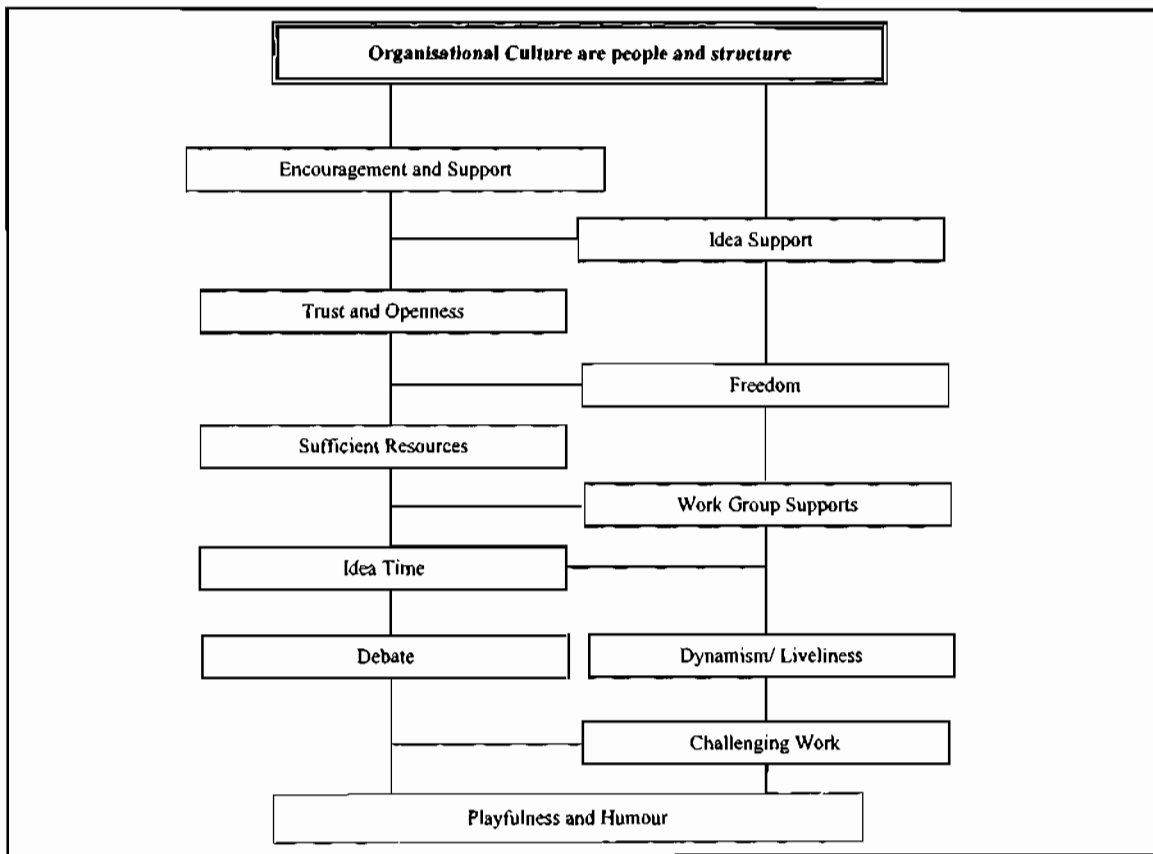 Organisational Culture are people and structure
Encouragement and Support
Idea Support
Trust and Openness
Freedom
Sufficient Resources
Work Group Supports
Idea Time
Debate
Dynamism/ Liveliness
Challenging Work
Playfulness and Humour